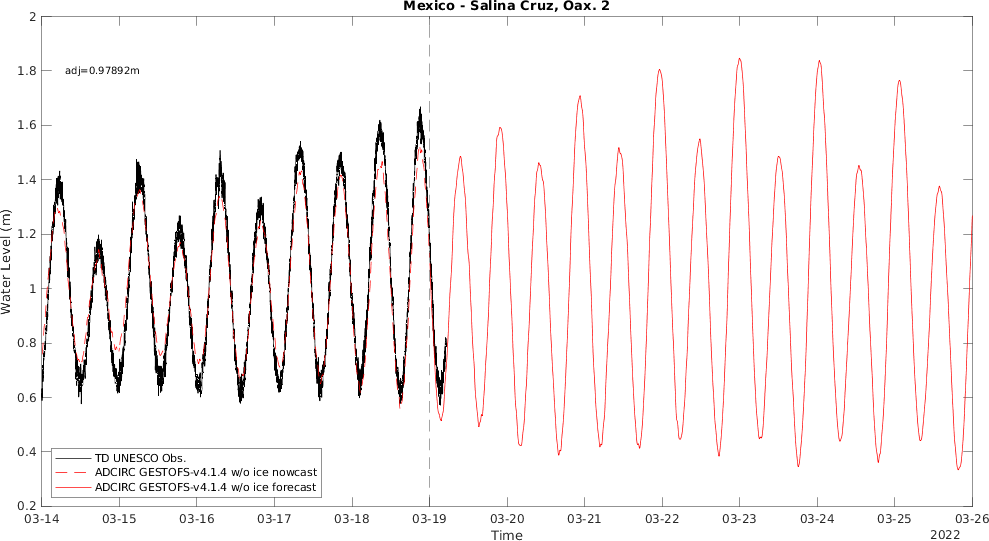 Mexico - Salina Cruz, Oax. 2
2
1.8
1.6
1.4
1.2
1
0.8
0.6
0.4
0.2
Water Level (m)
adj=0.97892m
TD UNESCO Obs.
ADCIRC GESTOFS-v4.1.4 w/o ice nowcast
ADCIRC GESTOFS-v4.1.4 w/o ice forecast
03-14 03-15 03-16 03-17 03-18 03-19 03-20 03-21 03-22 03-23 03-24 03-25 03-26
Time
2022